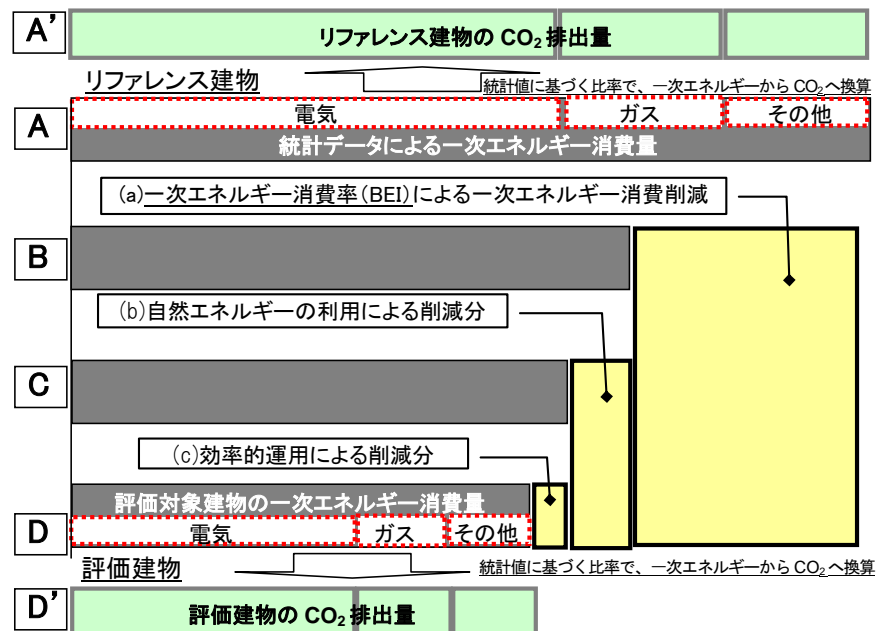 A’
リファレンス建物の CO₂ 排出量
リファレンス建物
統計値に基づく比率で、一次エネルギーから CO₂ へ換算
A
電気 ガス その他
統計データによる一次エネルギー消費量
(a)一次エネルギー消費率(BEI)による一次エネルギー消費削減
B
(b)自然エネルギーの利用による削減分
C
(c)効率的運用による削減分
評価対象建物の一次エネルギー消費量
D
電気 ガス その他
評価建物
統計値に基づく比率で、一次エネルギーから CO₂ へ換算
D’
評価建物の CO₂ 排出量